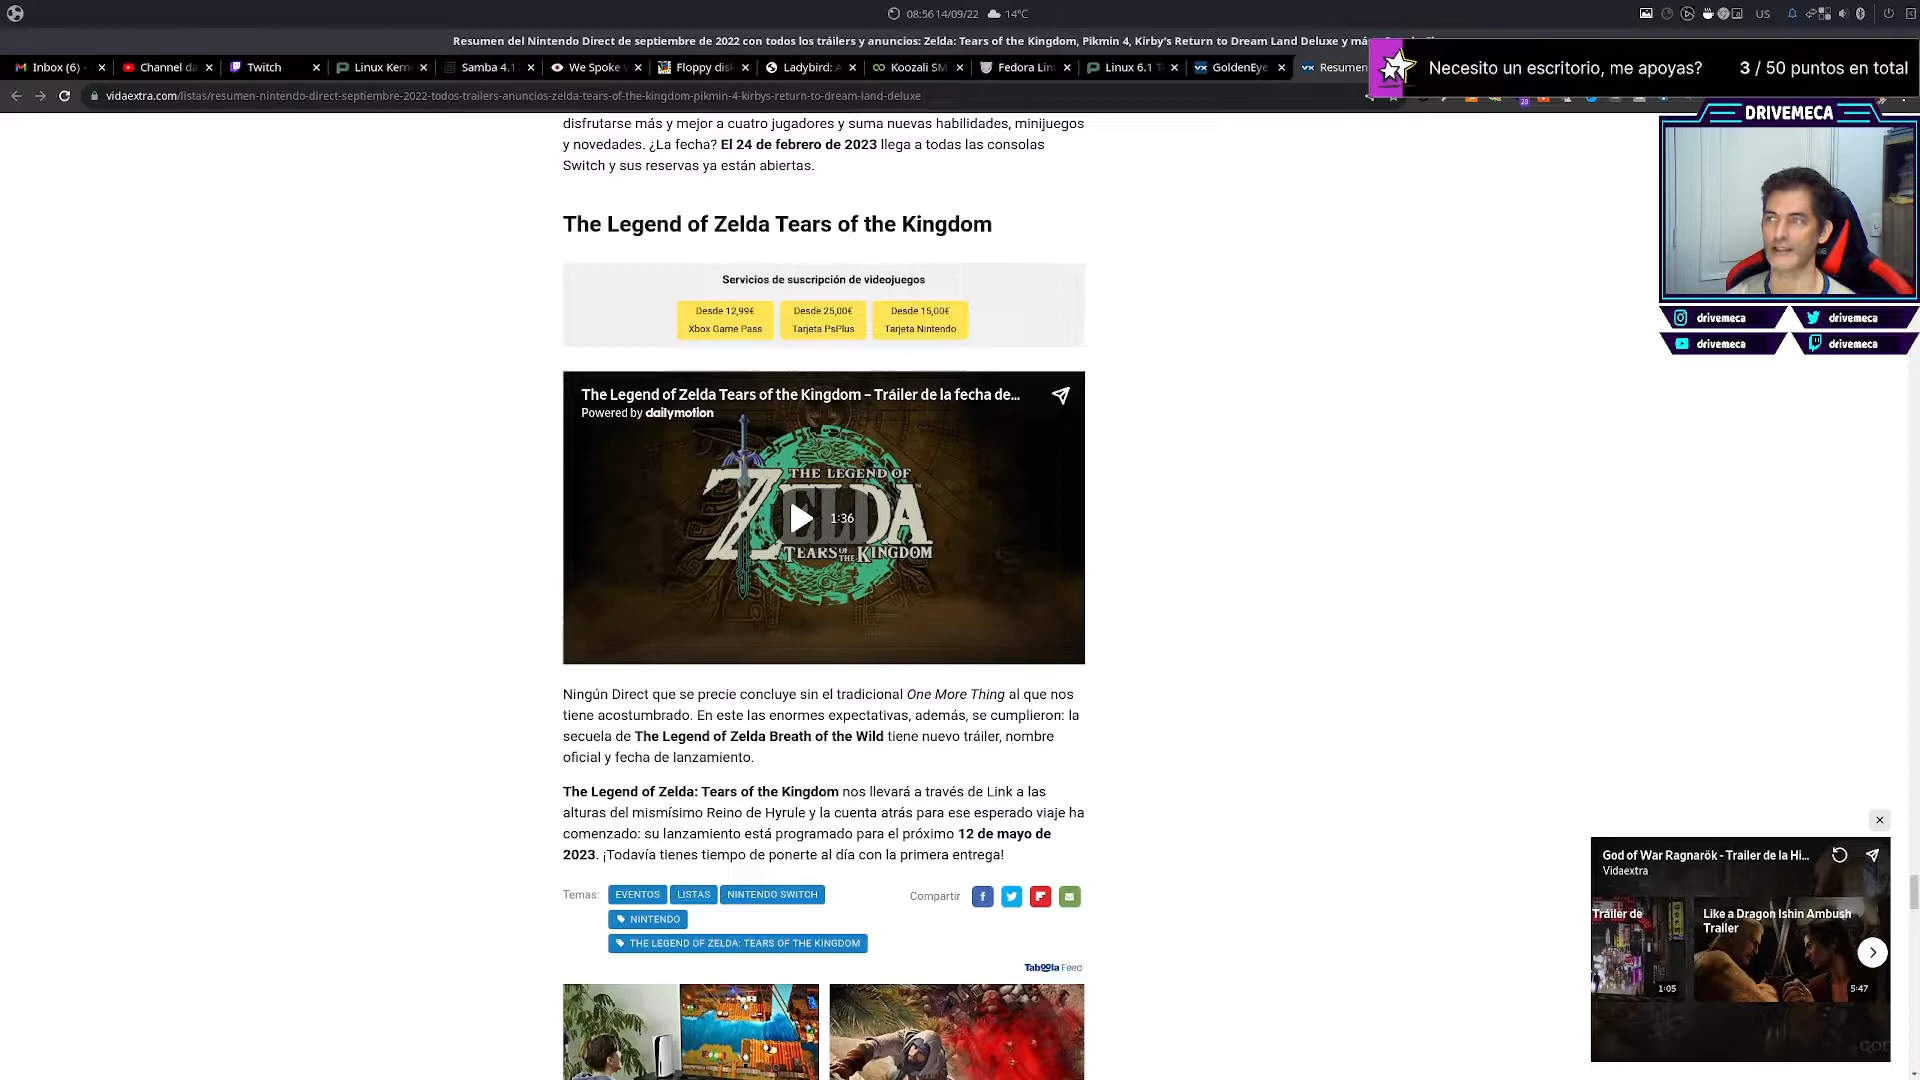 08:56 14/09/22 14°C
US
Resumen del Nintendo Direct de septiembre de 2022 con todos los tráilers y anuncios: Zelda: Tears of the Kingdom, Pikmin 4, Kirby's Return to Dream Land Deluxe y má
Inbox (6)
Channel da
Twitch
Linux Kern
Samba 4.1
We Spoke
Floppy disk
Ladybird: A
Koozali SM
Fedora Lin
Linux 6.1
GoldenEye
Resumen
Necesito un escritorio, me apoyas? 3 / 50 puntos en total
vidaextra.com/listas/resumen-nintendo-direct-septiembre-2022-todos-trailers-anuncios-zelda-tears-of-the-kingdom-pikmin-4-kirbys-return-to-dream-land-deluxe
28
DRIVEMECA
drivemeca
drivemeca
drivemeca
drivemeca
disfrutarse más y mejor a cuatro jugadores y suma nuevas habilidades, minijuegos
y novedades. ¿La fecha? El 24 de febrero de 2023 llega a todas las consolas
Switch y sus reservas ya están abiertas.
The Legend of Zelda Tears of the Kingdom
Servicios de suscripción de videojuegos
Desde 12,99€
Xbox Game Pass
Desde 25,00€
Tarjeta PsPlus
Desde 15,00€
Tarjeta Nintendo
The Legend of Zelda Tears of the Kingdom – Tráiler de la fecha de...
Powered by dailymotion
THE LEGEND OF
ZELDA
TEARS OF THE KINGDOM
1:36
Ningún Direct que se precie concluye sin el tradicional One More Thing al que nos
tiene acostumbrado. En este las enormes expectativas, además, se cumplieron: la
secuela de The Legend of Zelda Breath of the Wild tiene nuevo tráiler, nombre
oficial y fecha de lanzamiento.
The Legend of Zelda: Tears of the Kingdom nos llevará a través de Link a las
alturas del mismísimo Reino de Hyrule y la cuenta atrás para ese esperado viaje ha
comenzado: su lanzamiento está programado para el próximo 12 de mayo de
2023. ¡Todavía tienes tiempo de ponerte al día con la primera entrega!
Temas: EVENTOS LISTAS NINTENDO SWITCH
NINTENDO
THE LEGEND OF ZELDA: TEARS OF THE KINGDOM
Compartir
Taboola Feed
God of War Ragnarök - Trailer de la Hi...
Vidaextra
Tráiler de
1:05
Like a Dragon Ishin Ambush
Trailer
5:47
GOD